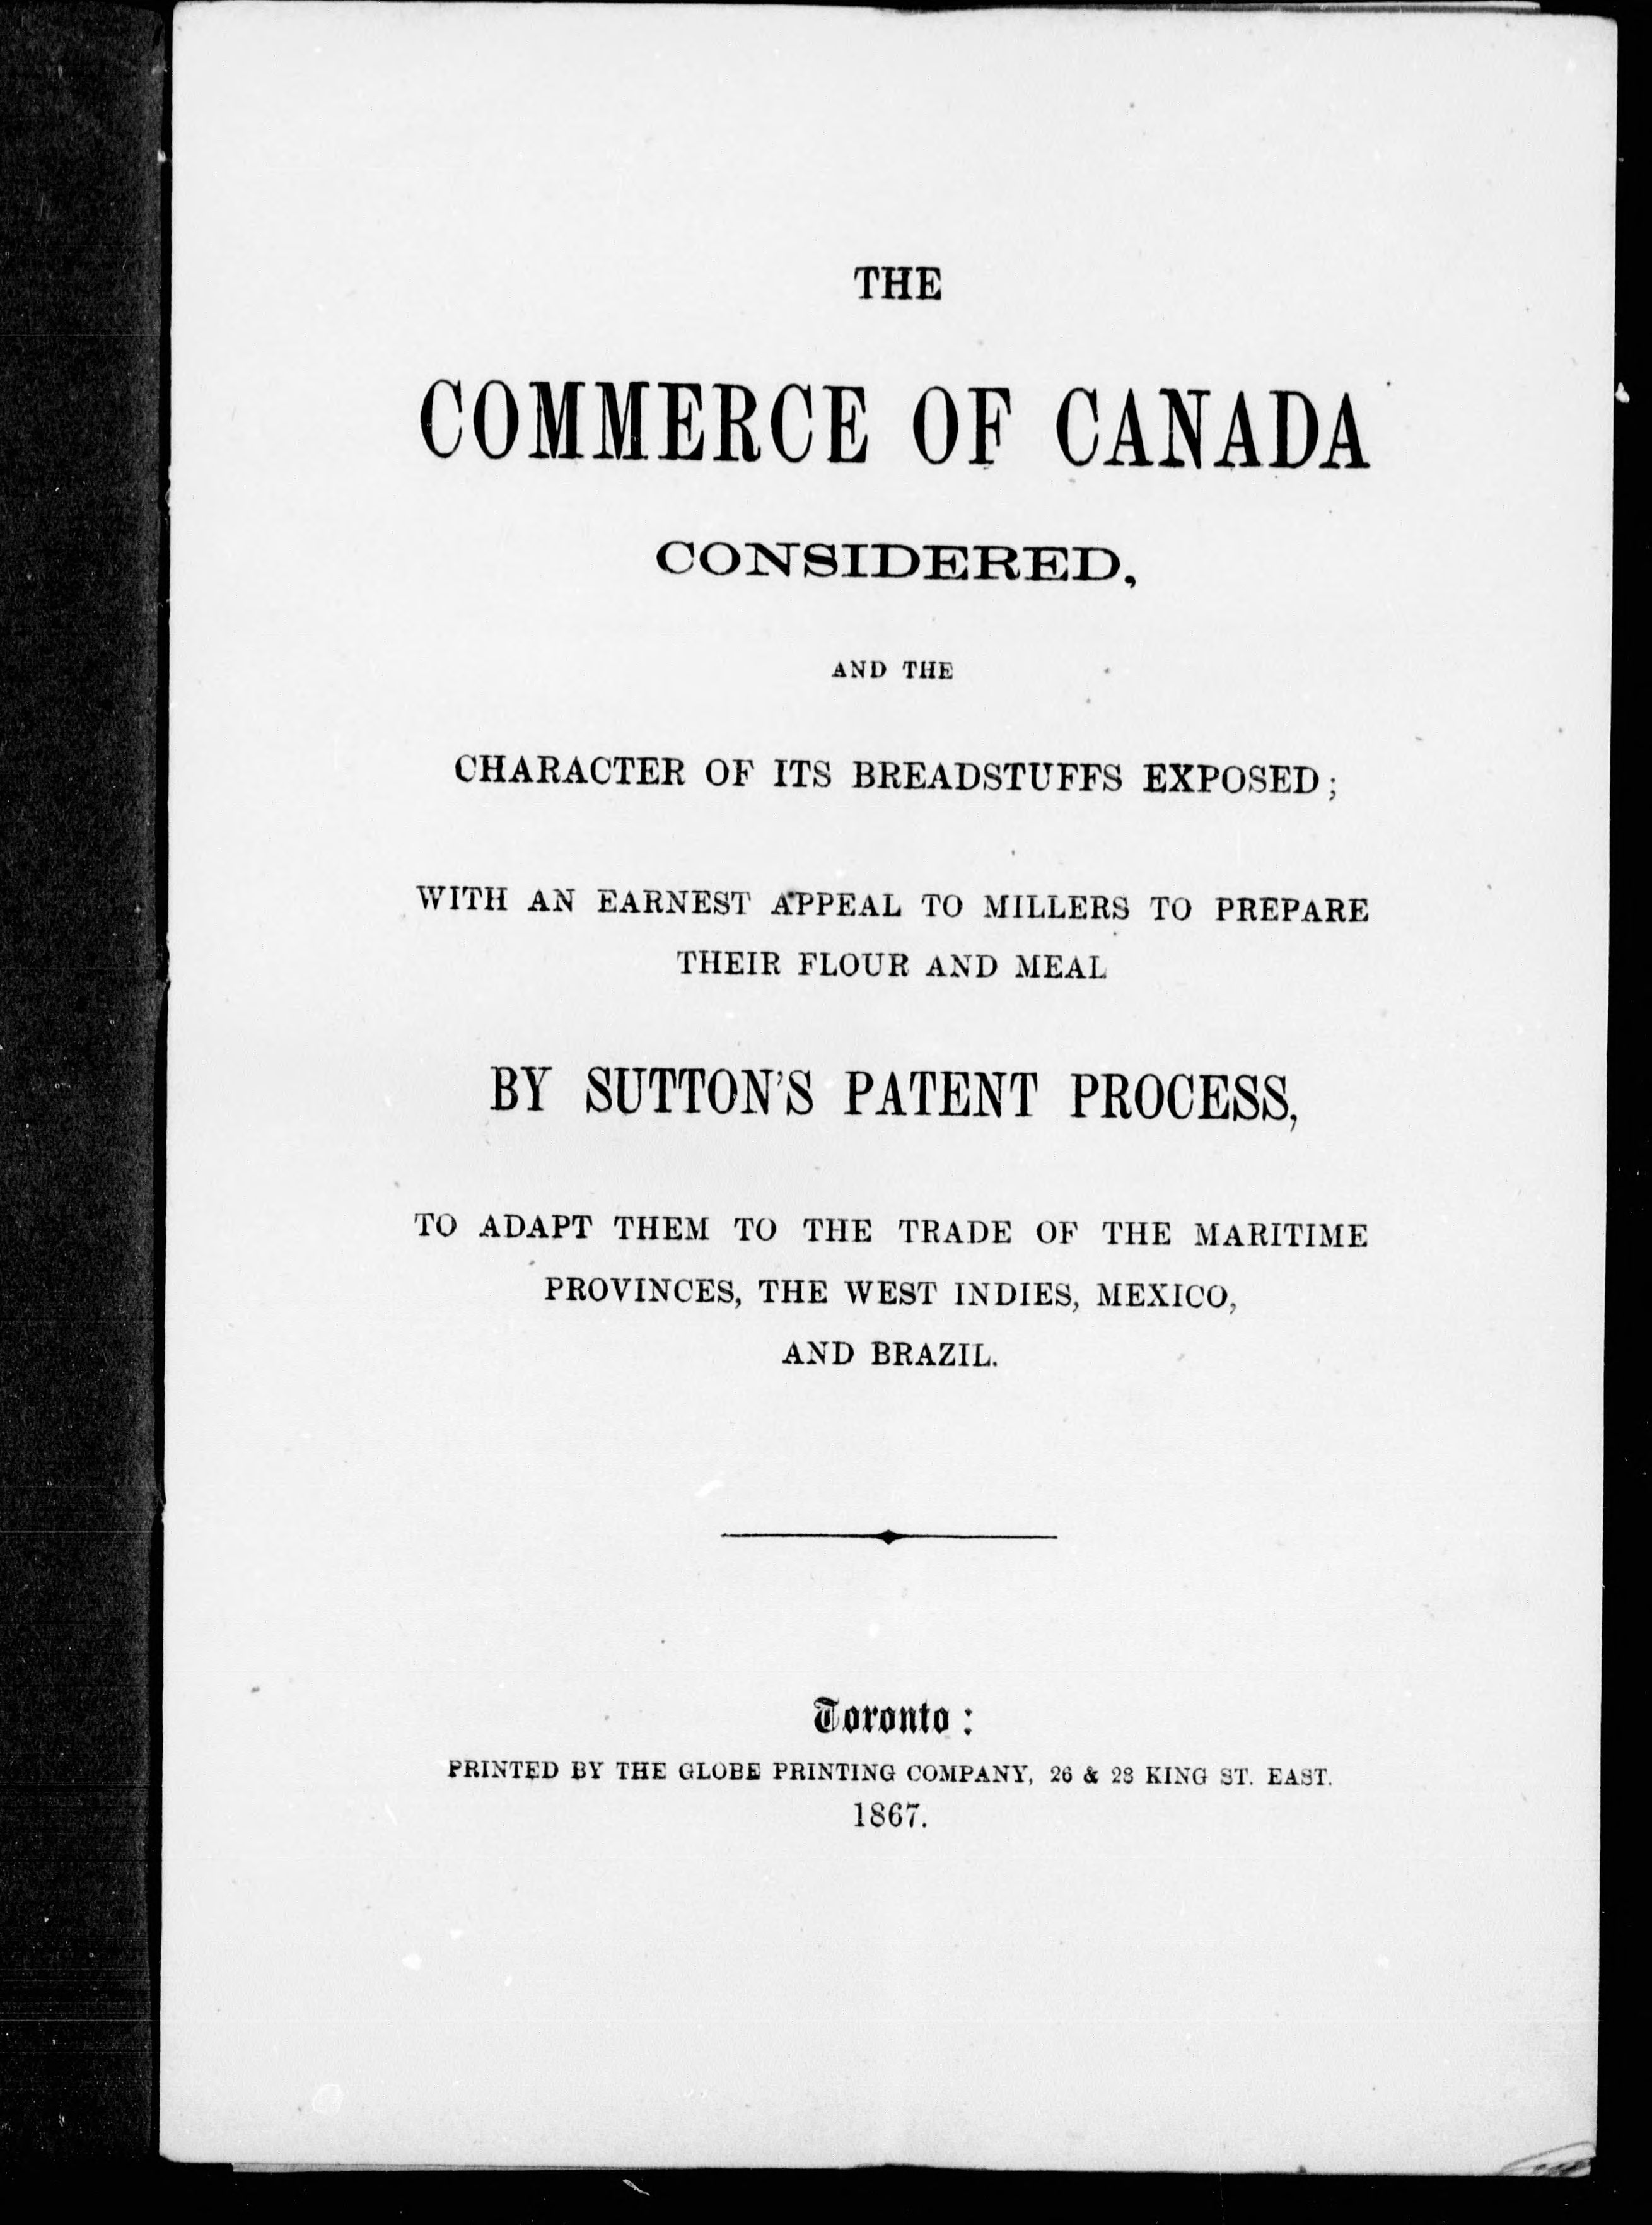 THE
COMMERCE OF CANADA
CONSIDERED,
AND THE
CHARACTER OF ITS BREADSTUFFS EXPOSED;
WITH AN EARNEST APPEAL TO MILLERS TO PREPARE
THEIR FLOUR AND MEAL
BY SUTTON'S PATENT PROCESS,
TO ADAPT THEM TO THE TRADE OF THE MARITIME
PROVINCES, THE WEST INDIES, MEXICO,
AND BRAZIL.
Toronto:
PRINTED BY THE GLOBE PRINTING COMPANY, 26 & 28 KING ST. EAST.
1867.